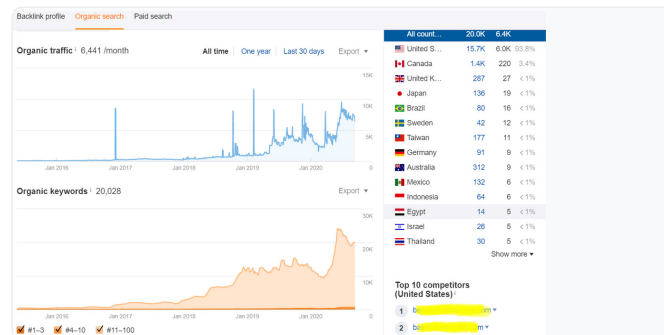 Backlink profile Organic search Paid search
Organic traffic i 6,441 /month All time One year Last 30 days Export
15K
10K
5K
0
Jan 2016 Jan 2017 Jan 2018 Jan 2019 Jan 2020
Organic keywords i 20,028 Export
30K
20K
10K
0
Jan 2016 Jan 2017 Jan 2018 Jan 2019 Jan 2020
#1–3 #4–10 #11–100
All count... 20.0K 6.4K
United S... 15.7K 6.0K 93.8%
Canada 1.4K 220 3.4%
United K... 287 27 < 1%
Japan 136 19 < 1%
Brazil 80 16 < 1%
Sweden 42 12 < 1%
Taiwan 177 11 < 1%
Germany 91 9 < 1%
Australia 312 9 < 1%
Mexico 132 6 < 1%
Indonesia 64 6 < 1%
Egypt 14 5 < 1%
Israel 26 5 < 1%
Thailand 30 5 < 1%
Show more
Top 10 competitors
(United States) i
1
2